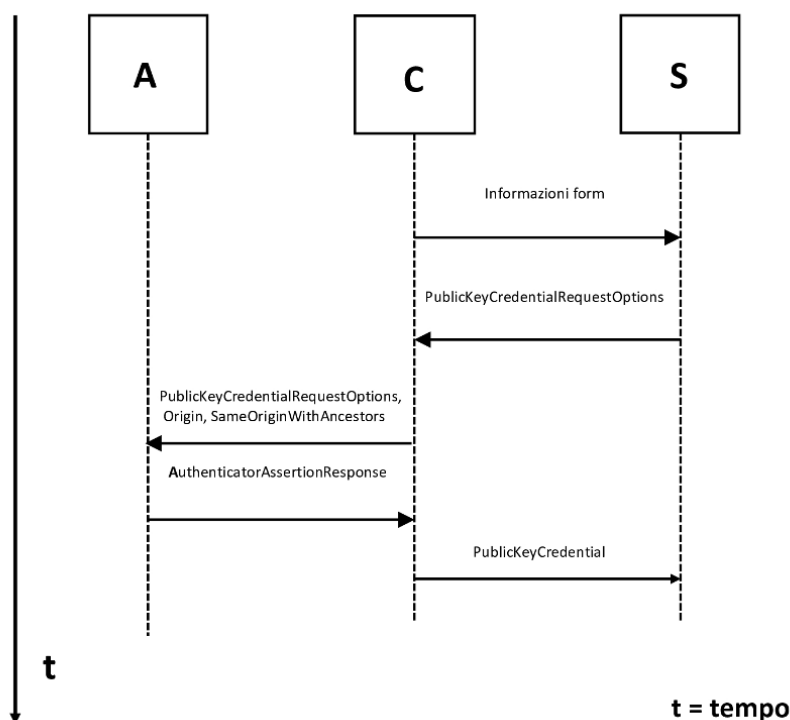 A
C
S
Informazioni form
PublicKeyCredentialRequestOptions
PublicKeyCredentialRequestOptions,
Origin, SameOriginWithAncestors
AuthenticatorAssertionResponse
PublicKeyCredential
t
t = tempo